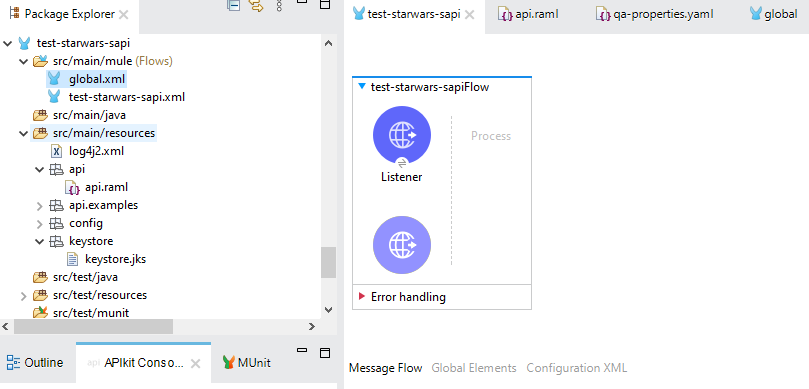 Package Explorer
test-starwars-sapi
src/main/mule (Flows)
global.xml
test-starwars-sapi.xml
src/main/java
src/main/resources
log4j2.xml
api
api.raml
api.examples
config
keystore
keystore.jks
src/test/java
src/test/resources
src/test/munit
Outline
api APIkit Conso...
MUnit
test-starwars-sapi
api.raml
qa-properties.yaml
global
test-starwars-sapiFlow
Listener
Process
Error handling
Message Flow Global Elements Configuration XML